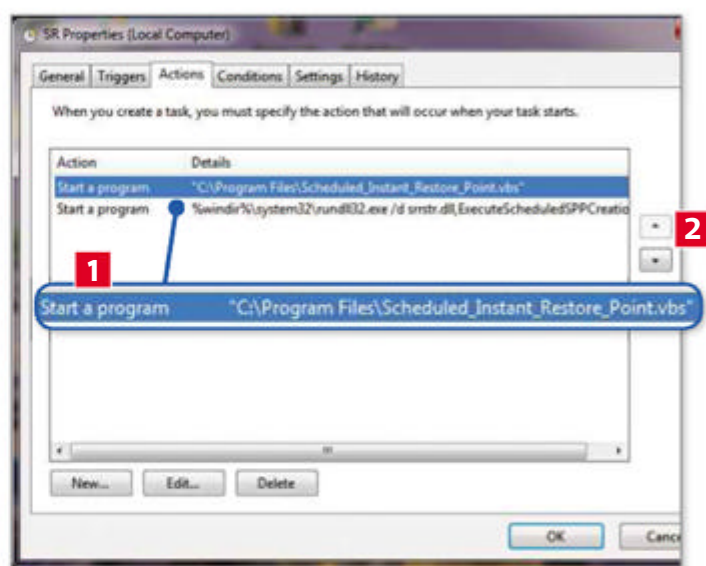 SR Properties (Local Computer)
General Triggers Actions Conditions Settings History
When you create a task, you must specify the action that will occur when your task starts.
Action Details
Start a program "C:\Program Files\Scheduled_Instant_Restore_Point.vbs"
Start a program %windir%\system32\rundll32.exe /d srrstr.dll,ExecuteScheduledSPPCreatio
2
1
Start a program "C:\Program Files\Scheduled_Instant_Restore_Point.vbs"
New... Edit... Delete
OK Cance